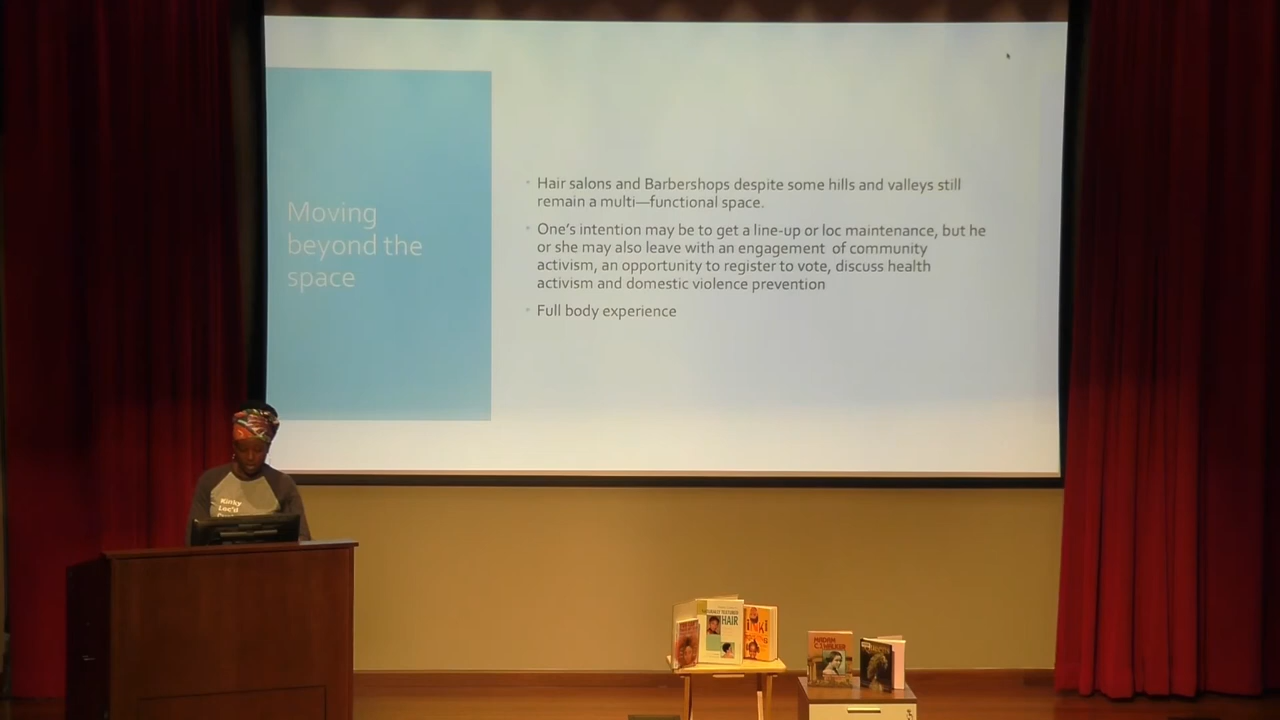 Moving
beyond the
space
Hair salons and Barbershops despite some hills and valleys still
remain a multi—functional space.
One's intention may be to get a line-up or loc maintenance, but he
or she may also leave with an engagement  of community
activism, an opportunity to register to vote, discuss health
activism and domestic violence prevention
Full body experience
Kinky
Loc'd
HAIR
MADAM
C.J. WALKER